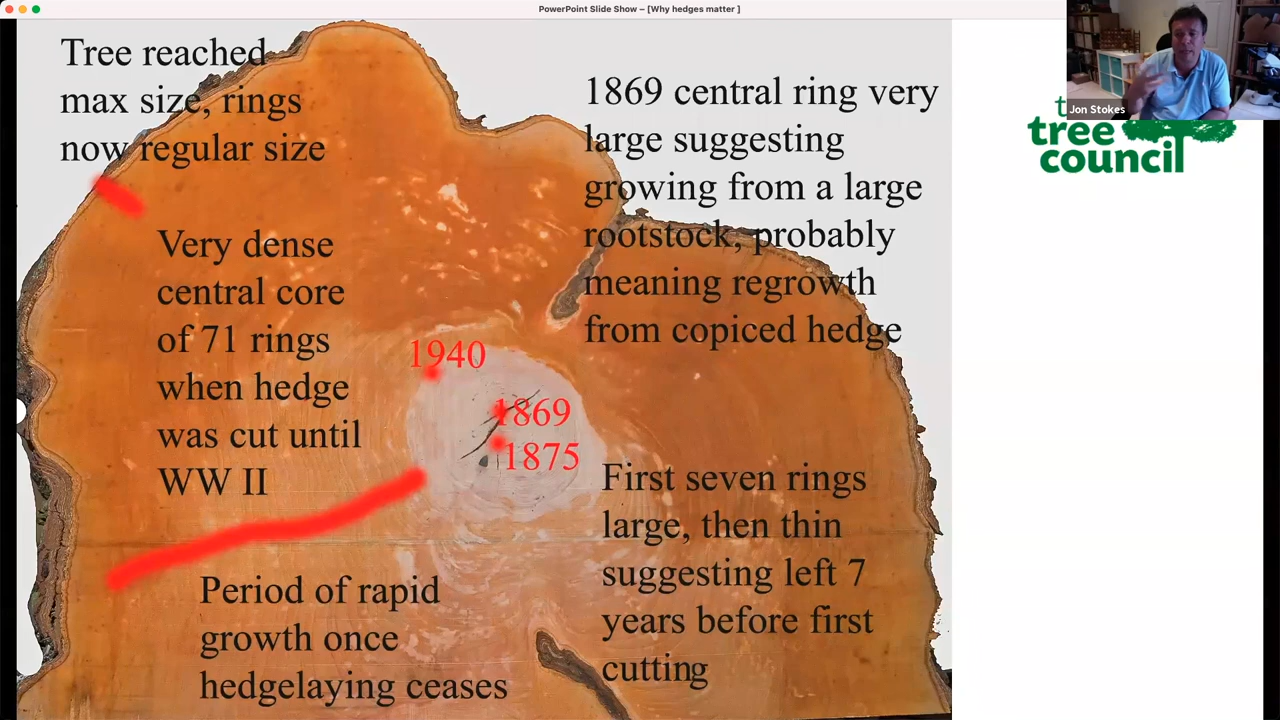 PowerPoint Slide Show – [Why hedges matter ]
Tree reached
max size, rings
now regular size
1869 central ring very
large suggesting
growing from a large
rootstock, probably
meaning regrowth
from copiced hedge
Jon Stokes
tree
council
Very dense
central core
of 71 rings
when hedge
was cut until
WW II
1940
1869
1875
First seven rings
large, then thin
suggesting left 7
years before first
cutting
Period of rapid
growth once
hedgelaying ceases